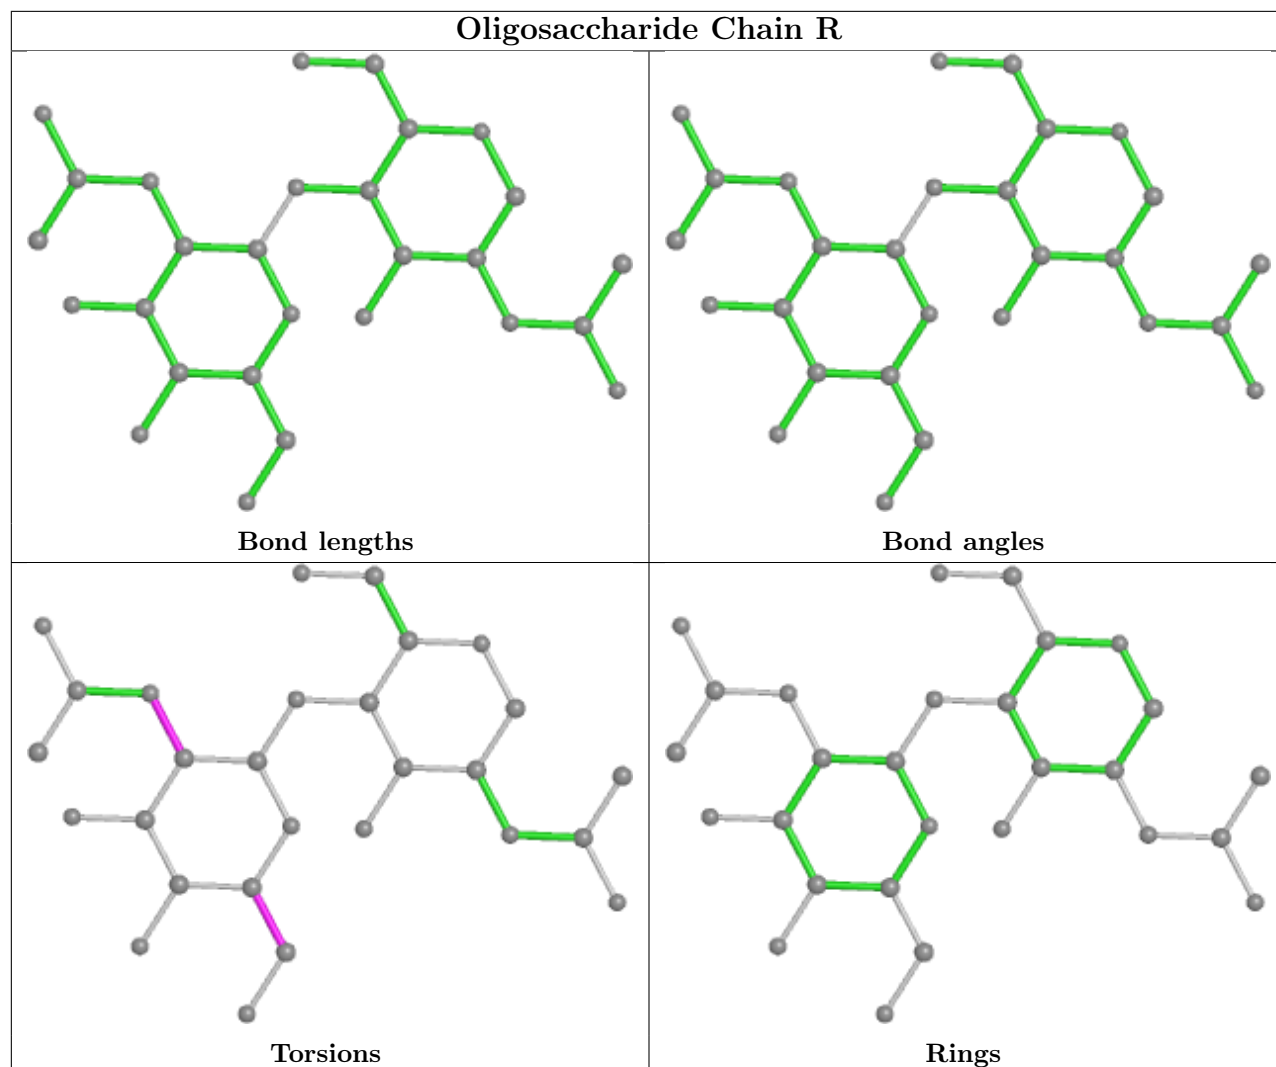 Oligosaccharide Chain R
Bond lengths
Bond angles
Torsions
Rings